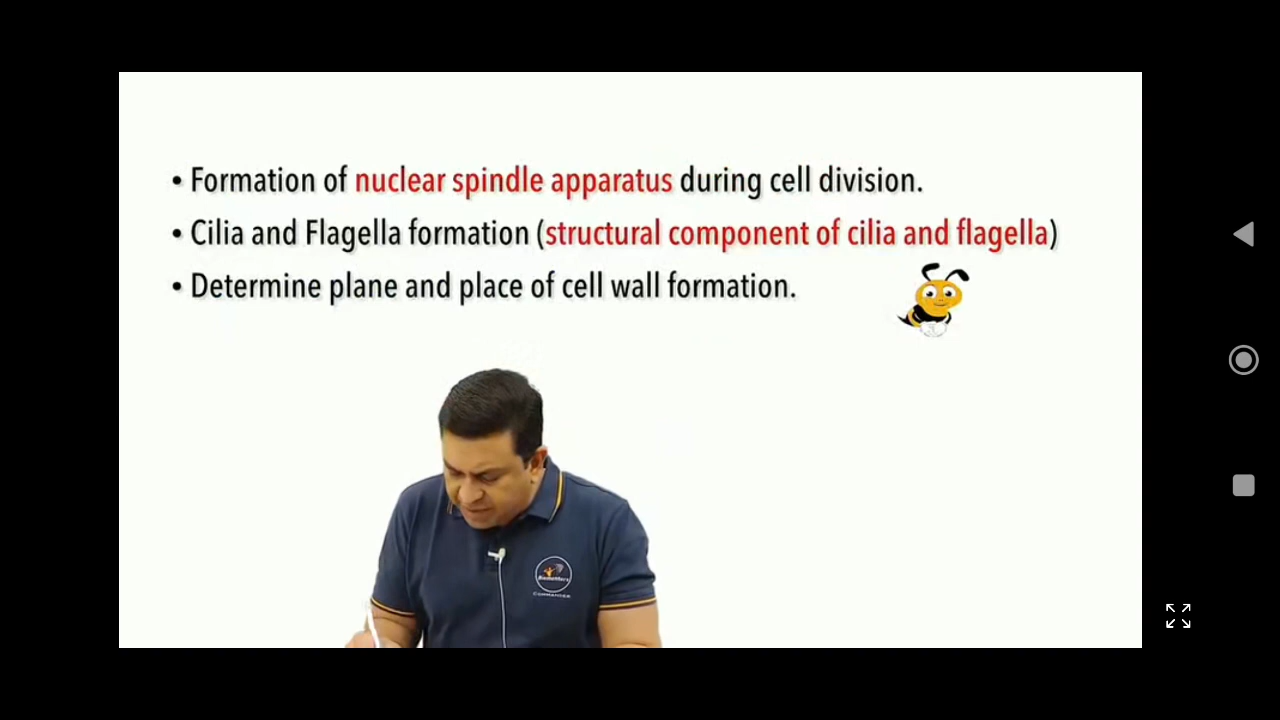 • Formation of nuclear spindle apparatus during cell division.
• Cilia and Flagella formation (structural component of cilia and flagella)
• Determine plane and place of cell wall formation.
COMMANDER